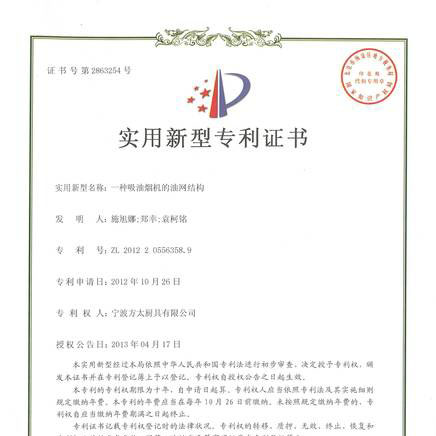 证书号第2863254号
实用新型专利证书
实用新型名称：一种吸油烟机的油网结构
发明人：施旭娜;郑幸;袁柯铭
专利号：ZL 2012 2 0556358.9
专利申请日：2012年10月26日
专利权人：宁波方太厨具有限公司
授权公告日：2013年04月17日
本实用新型经过本局依照中华人民共和国专利法进行初步审查，决定授予专利权，颁
发本证书并在专利登记簿上予以登记。专利权自授权公告之日起生效。
本专利的专利权期限为十年，自申请日起算。专利权人应当依照专利法及其实施细则
规定缴纳年费。本专利的年费应当在每年10月26日前缴纳。未按照规定缴纳年费的，专利
权自应当缴纳年费期满之日起终止。
专利证书记载专利权登记时的法律状况。专利权的转移、质押、无效、终止、恢复和